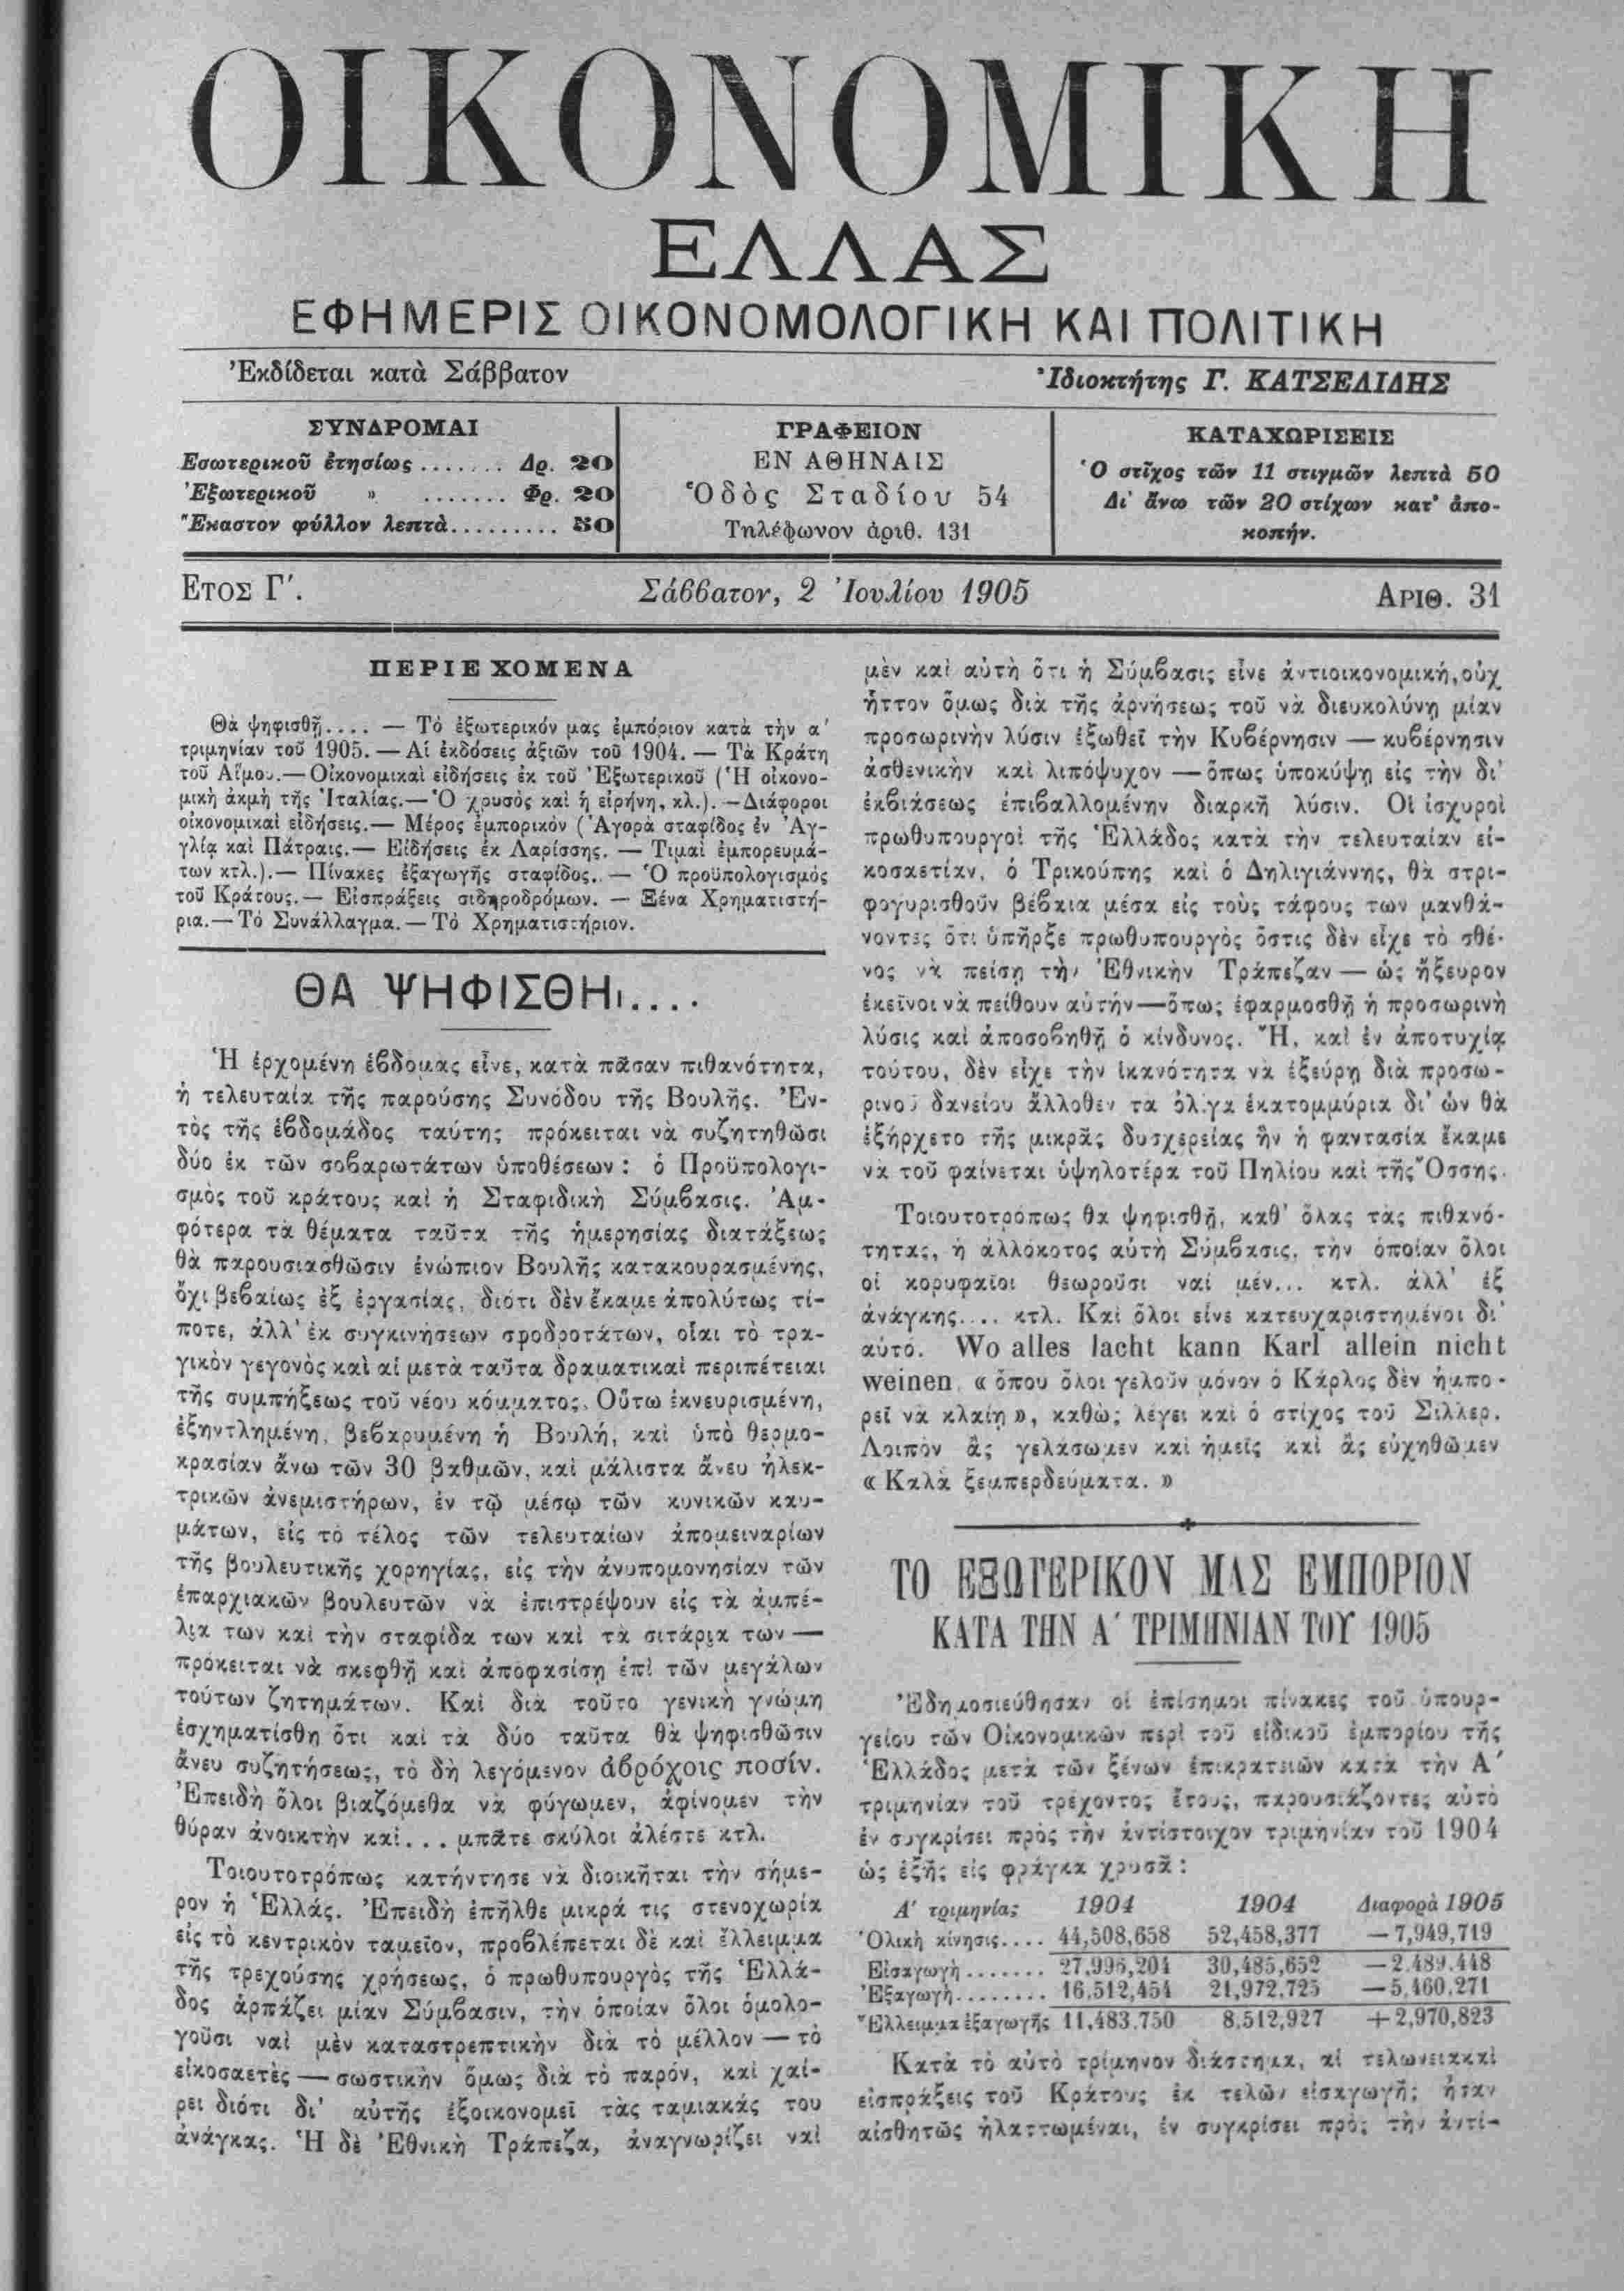 ΟΙΚΟΝΟΜΙΚΗ
ΕΛΛΑΣ
ΕΦΗΜΕΡΙΣ ΟΙΚΟΝΟΜΟΛΟΓΙΚΗ ΚΑΙ ΠΟΛΙΤΙΚΗ
Ἐκδίδεται κατὰ Σάββατον
Ἰδιοκτήτης Γ. ΚΑΤΣΕΛΙΔΗΣ
ΣΥΝΔΡΟΜΑΙ
Εσωτερικοῦ ἐτησίως ....... Δρ. 20
Ἐξωτερικοῦ » ....... Φρ. 20
Ἕκαστον φύλλον λεπτὰ.......... 50
ΓΡΑΦΕΙΟΝ
ΕΝ ΑΘΗΝΑΙΣ
Ὁδὸς Σταδίου 54
Τηλέφωνον ἀριθ. 131
ΚΑΤΑΧΩΡΙΣΕΙΣ
Ὁ στῖχος τῶν 11 στιγμῶν λεπτὰ 50
Δι' ἄνω τῶν 20 στίχων κατ' ἀπο-
κοπήν.
ΕΤΟΣ Γ'.
Σάββατον, 2 Ἰουλίου 1905
ΑΡΙΘ. 31
ΠΕΡΙΕΧΟΜΕΝΑ
Θὰ ψηφισθῇ.... — Τὸ ἐξωτερικόν μας ἐμπόριον κατὰ τὴν α'
τριμηνίαν τοῦ 1905. — Αἱ ἐκδόσεις ἀξιῶν τοῦ 1904. — Τὰ Κράτη
τοῦ Αἵμου.— Οἰκονομικαὶ εἰδήσεις ἐκ τοῦ Ἐξωτερικοῦ (Ἡ οἰκονο-
μικὴ ἀκμὴ τῆς Ἰταλίας.— Ὁ χρυσὸς καὶ ἡ εἰρήνη, κλ.). —Διάφοροι
οἰκονομικαὶ εἰδήσεις.— Μέρος ἐμπορικὸν (Ἀγορὰ σταφίδος ἐν Ἀγ-
γλίᾳ καὶ Πάτραις.— Εἰδήσεις ἐκ Λαρίσσης. — Τιμαὶ ἐμπορευμά-
των κτλ.).— Πίνακες ἐξαγωγῆς σταφίδος. — Ὁ προϋπολογισμὸς
τοῦ Κράτους.— Εἰσπράξεις σιδηροδρόμων. — Ξένα Χρηματιστή-
ρια.— Τὸ Συνάλλαγμα.— Τὸ Χρηματιστήριον.
ΘΑ ΨΗΦΙΣΘΗι....
Ἡ ἐρχομένη ἑβδομας εἶνε, κατὰ πᾶσαν πιθανότητα,
ἡ τελευταία τῆς παρούσης Συνόδου τῆς Βουλῆς. Ἐν-
τὸς τῆς ἑβδομάδος ταύτης πρόκειται νὰ συζητηθῶσι
δύο ἐκ τῶν σοβαρωτάτων ὑποθέσεων : ὁ Προϋπολογι-
σμὸς τοῦ κράτους καὶ ἡ Σταφιδικὴ Σύμβασις. Ἀμ-
φότερα τὰ θέματα ταῦτα τῆς ἡμερησίας διατάξεως
θὰ παρουσιασθῶσιν ἐνώπιον Βουλῆς κατακουρασμένης,
ὄχι βεβαίως ἐξ ἐργασίας, διότι δὲν ἔκαμε ἀπολύτως τί-
ποτε, ἀλλ' ἐκ συγκινήσεων σφοδροτάτων, οἷαι τὸ τρα-
γικὸν γεγονὸς καὶ αἱ μετὰ ταῦτα δραματικαὶ περιπέτειαι
τῆς συμπήξεως τοῦ νέου κόμματος. Οὕτω ἐκνευρισμένη,
ἐξηντλημένη, βεβαρυμένη ἡ Βουλή, καὶ ὑπὸ θερμο-
κρασίαν ἄνω τῶν 30 βαθμῶν, καὶ μάλιστα ἄνευ ἠλεκ-
τρικῶν ἀνεμιστήρων, ἐν τῷ μέσῳ τῶν κυνικῶν καυ-
μάτων, εἰς τὸ τέλος τῶν τελευταίων ἀπομειναρίων
τῆς βουλευτικῆς χορηγίας, εἰς τὴν ἀνυπομονησίαν τῶν
ἐπαρχιακῶν βουλευτῶν νὰ ἐπιστρέψουν εἰς τὰ ἀμπέ-
λια των καὶ τὴν σταφίδα των καὶ τὰ σιτάρια των —
πρόκειται νὰ σκεφθῇ καὶ ἀποφασίσῃ ἐπὶ τῶν μεγάλων
τούτων ζητημάτων. Καὶ διὰ τοῦτο γενικὴ γνώμη
ἐσχηματίσθη ὅτι καὶ τὰ δύο ταῦτα θὰ ψηφισθῶσιν
ἄνευ συζητήσεως, τὸ δὴ λεγόμενον ἀβρόχοις ποσίν.
Ἐπειδὴ ὅλοι βιαζόμεθα νὰ φύγωμεν, ἀφίνομεν τὴν
θύραν ἀνοικτὴν καὶ... μπᾶτε σκύλοι ἀλέστε κτλ.
Τοιουτοτρόπως κατήντησε νὰ διοικῆται τὴν σήμε-
ρον ἡ Ἑλλάς. Ἐπειδὴ ἐπῆλθε μικρά τις στενοχωρία
εἰς τὸ κεντρικὸν ταμεῖον, προβλέπεται δὲ καὶ ἔλλειμμα
τῆς τρεχούσης χρήσεως, ὁ πρωθυπουργὸς τῆς Ἑλλά-
δος ἁρπάζει μίαν Σύμβασιν, τὴν ὁποίαν ὅλοι ὁμολο-
γοῦσι ναὶ μὲν καταστρεπτικὴν διὰ τὸ μέλλον — τὸ
εἰκοσαετὲς — σωστικὴν ὅμως διὰ τὸ παρόν, καὶ χαί-
ρει διότι δι' αὐτῆς ἐξοικονομεῖ τὰς ταμιακάς του
ἀνάγκας. Ἡ δὲ Ἐθνικὴ Τράπεζα, ἀναγνωρίζει ναὶ
μὲν καὶ αὐτὴ ὅτι ἡ Σύμβασις εἶνε ἀντιοικονομική, οὐχ
ἧττον ὅμως διὰ τῆς ἀρνήσεως τοῦ νὰ διευκολύνῃ μίαν
προσωρινὴν λύσιν ἐξωθεῖ τὴν Κυβέρνησιν — κυβέρνησιν
ἀσθενικὴν καὶ λιπόψυχον — ὅπως ὑποκύψῃ εἰς τὴν δι'
ἐκβιάσεως ἐπιβαλλομένην διαρκῆ λύσιν. Οἱ ἰσχυροὶ
πρωθυπουργοὶ τῆς Ἑλλάδος κατὰ τὴν τελευταίαν εἰ-
κοσαετίαν, ὁ Τρικούπης καὶ ὁ Δηλιγιάννης, θὰ στρι-
φογυρισθοῦν βέβαια μέσα εἰς τοὺς τάφους των μανθά-
νοντες ὅτι ὑπῆρξε πρωθυπουργὸς ὅστις δὲν εἶχε τὸ σθέ-
νος νὰ πείσῃ τὴν Ἐθνικὴν Τράπεζαν — ὡς ἤξευρον
ἐκεῖνοι νὰ πείθουν αὐτήν—ὅπως ἐφαρμοσθῇ ἡ προσωρινὴ
λύσις καὶ ἀποσοβηθῇ ὁ κίνδυνος. Ἢ, καὶ ἐν ἀποτυχίᾳ
τούτου, δὲν εἶχε τὴν ἱκανότητα νὰ ἐξεύρῃ διὰ προσω-
ρινοῦ δανείου ἄλλοθεν τὰ ὀλίγα ἑκατομμύρια δι' ὧν θὰ
ἐξήρχετο τῆς μικρᾶς δυσχερείας ἣν ἡ φαντασία ἔκαμε
νὰ τοῦ φαίνεται ὑψηλοτέρα τοῦ Πηλίου καὶ τῆς Ὄσσης.
Τοιουτοτρόπως θα ψηφισθῇ, καθ' ὅλας τὰς πιθανό-
τητας, ἡ ἀλλόκοτος αὐτὴ Σύμβασις, τὴν ὁποίαν ὅλοι
οἱ κορυφαῖοι θεωροῦσι ναὶ μέν... κτλ. ἀλλ' ἐξ
ἀνάγκης.... κτλ. Καὶ ὅλοι εἶνε κατευχαριστημένοι δι'
αὐτό. Wo alles lacht kann Karl allein nicht
weinen « ὅπου ὅλοι γελοῦν μόνον ὁ Κάρλος δὲν ἠμπο-
ρεῖ νὰ κλαίῃ », καθὼς λέγει καὶ ὁ στίχος τοῦ Σίλλερ.
Λοιπὸν ἂς γελάσωμεν καὶ ἡμεῖς καὶ ἂς εὐχηθῶμεν
« Καλὰ ξεμπερδεύματα. »
ΤΟ ΕΞΩΤΕΡΙΚΟΝ ΜΑΣ ΕΜΠΟΡΙΟΝ
ΚΑΤΑ ΤΗΝ Α' ΤΡΙΜΗΝΙΑΝ ΤΟΥ 1905
Ἐδημοσιεύθησαν οἱ ἐπίσημοι πίνακες τοῦ ὑπουρ-
γείου τῶν Οἰκονομικῶν περὶ τοῦ εἰδικοῦ ἐμπορίου τῆς
Ἑλλάδος μετὰ τῶν ξένων ἐπικρατειῶν κατὰ τὴν Α'
τριμηνίαν τοῦ τρέχοντος ἔτους, παρουσιάζοντες αὐτὸ
ἐν συγκρίσει πρὸς τὴν ἀντίστοιχον τριμηνίαν τοῦ 1904
ὡς ἑξῆς εἰς φράγκα χρυσᾶ :
Α' τριμηνίας 1904 1904 Διαφορὰ 1905
Ὁλικὴ κίνησις.... 44,508,658 52,458,377 — 7,949,719
Εἰσαγωγὴ....... 27,996,204 30,485,652 — 2.489.448
Ἐξαγωγὴ........ 16,512,454 21,972,725 — 5,460,271
Ἔλλειμμα ἐξαγωγῆς 11,483,750 8,512,927 + 2,970,823
Κατὰ τὸ αὐτὸ τρίμηνον διάστημα, αἱ τελωνειακαὶ
εἰσπράξεις τοῦ Κράτους ἐκ τελῶν εἰσαγωγῆς ἦσαν
αἰσθητῶς ἠλαττωμέναι, ἐν συγκρίσει πρὸς τὴν ἀντί-